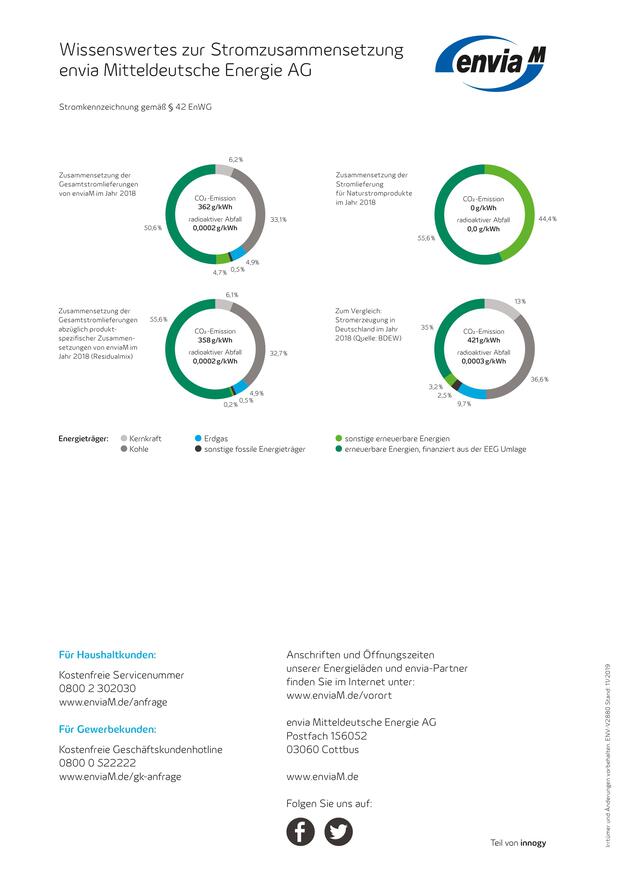 Wissenswertes zur Stromzusammensetzung
envia Mitteldeutsche Energie AG
envia M
Stromkennzeichnung gemäß § 42 EnWG
Zusammensetzung der
Gesamtstromlieferungen
von enviaM im Jahr 2018
6,2%
33,1%
4,9%
0,5%
4,7%
50,6%
CO₂-Emission
362 g/kWh
radioaktiver Abfall
0,0002 g/kWh
Zusammensetzung der
Stromlieferung
für Naturstromprodukte
im Jahr 2018
44,4%
55,6%
CO₂-Emission
0 g/kWh
radioaktiver Abfall
0,0 g/kWh
Zusammensetzung der
Gesamtstromlieferungen
abzüglich produkt-
spezifischer Zusammen-
setzungen von enviaM im
Jahr 2018 (Residualmix)
6,1%
32,7%
4,9%
0,5%
0,2%
55,6%
CO₂-Emission
358 g/kWh
radioaktiver Abfall
0,0002 g/kWh
Zum Vergleich:
Stromerzeugung in
Deutschland im Jahr
2018 (Quelle: BDEW)
13%
36,6%
9,7%
2,5%
3,2%
35%
CO₂-Emission
421 g/kWh
radioaktiver Abfall
0,0003 g/kWh
Energieträger:
Kernkraft
Kohle
Erdgas
sonstige fossile Energieträger
sonstige erneuerbare Energien
erneuerbare Energien, finanziert aus der EEG Umlage
Für Haushaltkunden:
Kostenfreie Servicenummer
0800 2 302030
www.enviaM.de/anfrage
Für Gewerbekunden:
Kostenfreie Geschäftskundenhotline
0800 0 522222
www.enviaM.de/gk-anfrage
Anschriften und Öffnungszeiten
unserer Energieläden und envia-Partner
finden Sie im Internet unter:
www.enviaM.de/vorort
envia Mitteldeutsche Energie AG
Postfach 156052
03060 Cottbus
www.enviaM.de
Folgen Sie uns auf:
Teil von innogy
Irrtümer und Änderungen vorbehalten. ENV-V2880 Stand: 11/2019